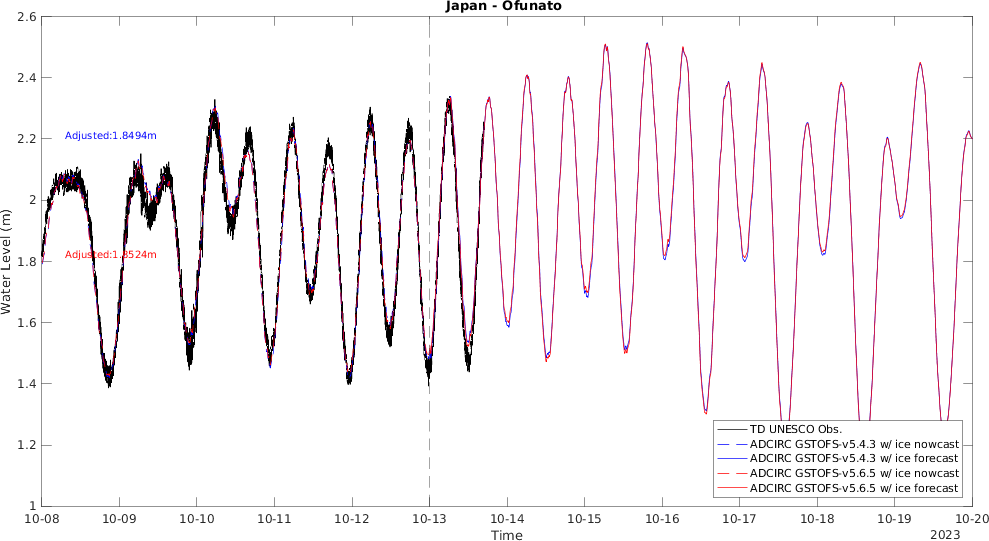 Japan - Ofunato
2.6
2.4
2.2
2
1.8
1.6
1.4
1.2
1
Water Level (m)
Adjusted:1.8494m
Adjusted:1.8524m
TD UNESCO Obs.
ADCIRC GSTOFS-v5.4.3 w/ ice nowcast
ADCIRC GSTOFS-v5.4.3 w/ ice forecast
ADCIRC GSTOFS-v5.6.5 w/ ice nowcast
ADCIRC GSTOFS-v5.6.5 w/ ice forecast
10-08 10-09 10-10 10-11 10-12 10-13 10-14 10-15 10-16 10-17 10-18 10-19 10-20
Time
2023